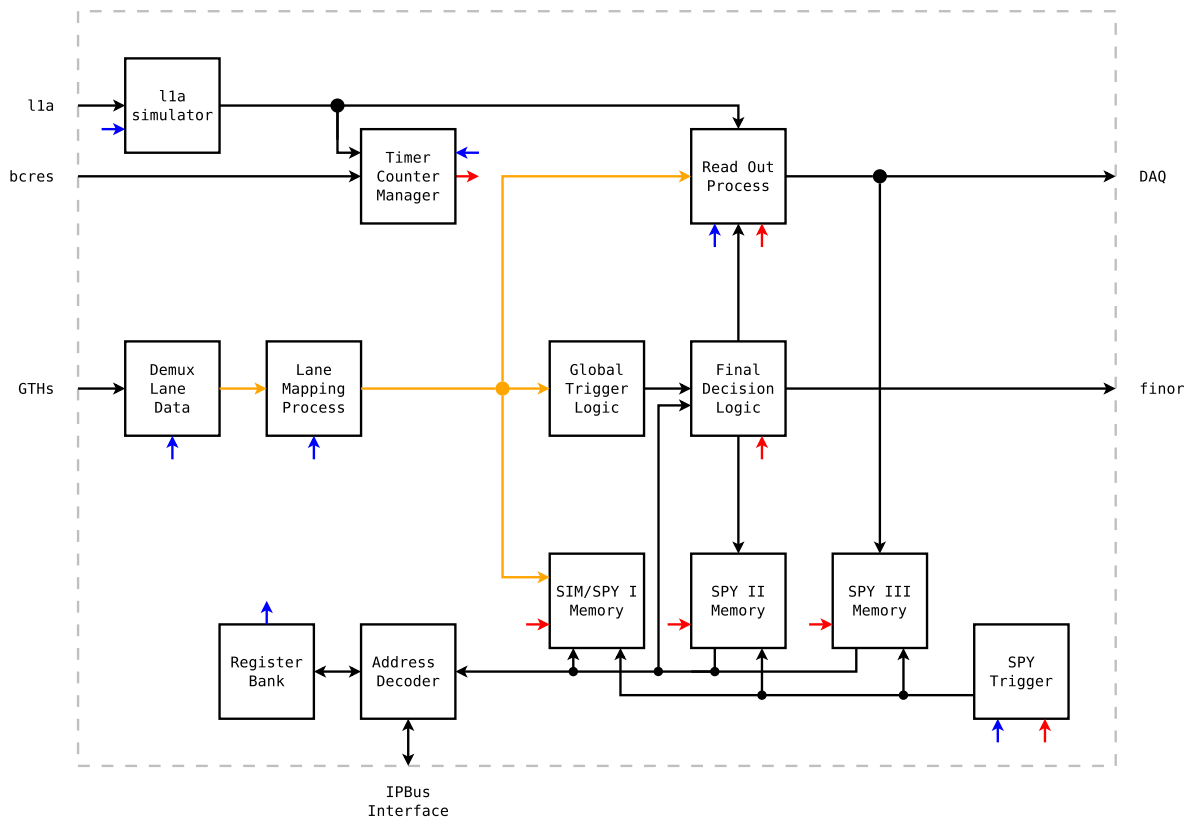 l1a
l1a
simulator
bcres
Timer
Counter
Manager
Read Out
Process
DAQ
GTHs
Demux
Lane
Data
Lane
Mapping
Process
Global
Trigger
Logic
Final
Decision
Logic
finor
SIM/SPY I
Memory
SPY II
Memory
SPY III
Memory
Register
Bank
Address
Decoder
SPY
Trigger
IPBus
Interface